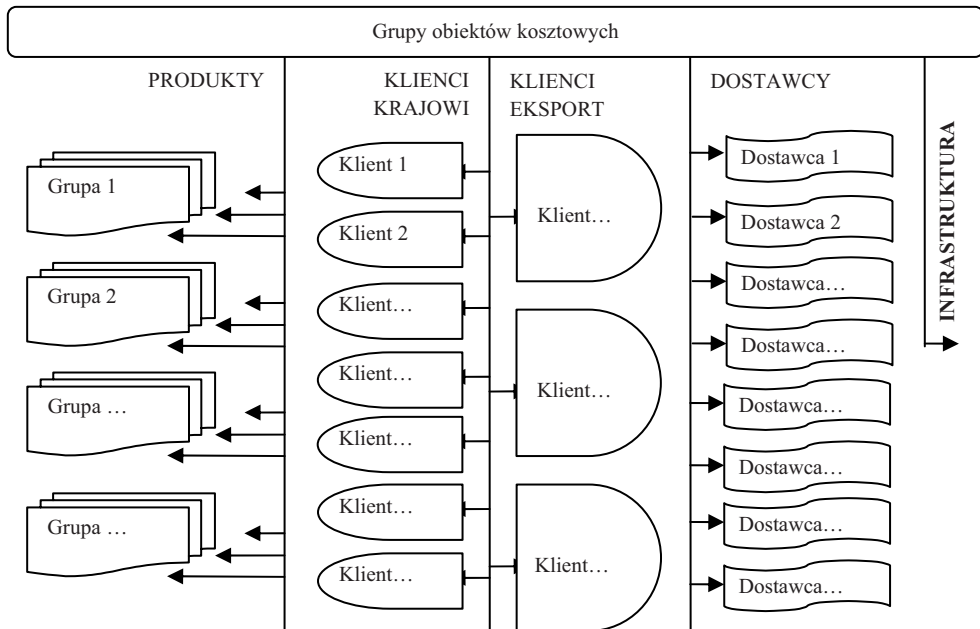 Grupy obiektów kosztowych
PRODUKTY
Grupa 1
Grupa 2
Grupa …
Grupa …
KLIENCI
KRAJOWI
Klient 1
Klient 2
Klient…
Klient…
Klient…
Klient…
Klient…
KLIENCI
EKSPORT
Klient…
Klient…
Klient…
DOSTAWCY
Dostawca 1
Dostawca 2
Dostawca…
Dostawca…
Dostawca…
Dostawca…
Dostawca…
Dostawca…
INFRASTRUKTURA